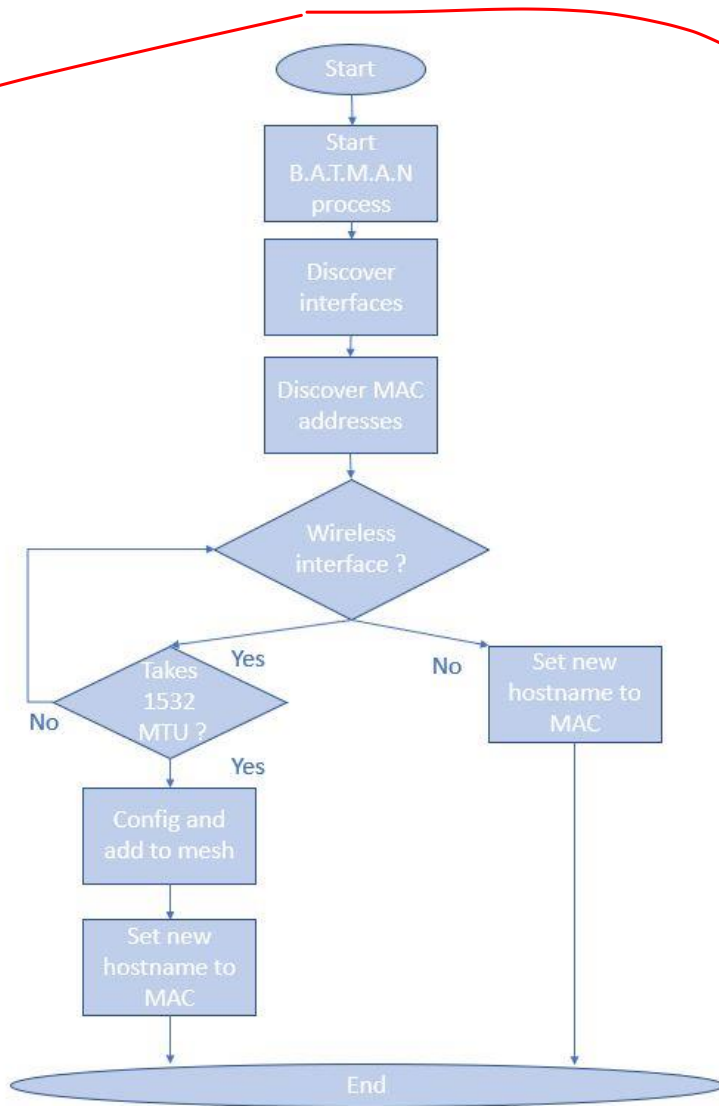 Start
Start
B.A.T.M.A.N
process
Discover
interfaces
Discover MAC
addresses
Wireless
interface ?
Yes
No
Takes
1532
MTU ?
No
Yes
Set new
hostname to
MAC
Config and
add to mesh
Set new
hostname to
MAC
End